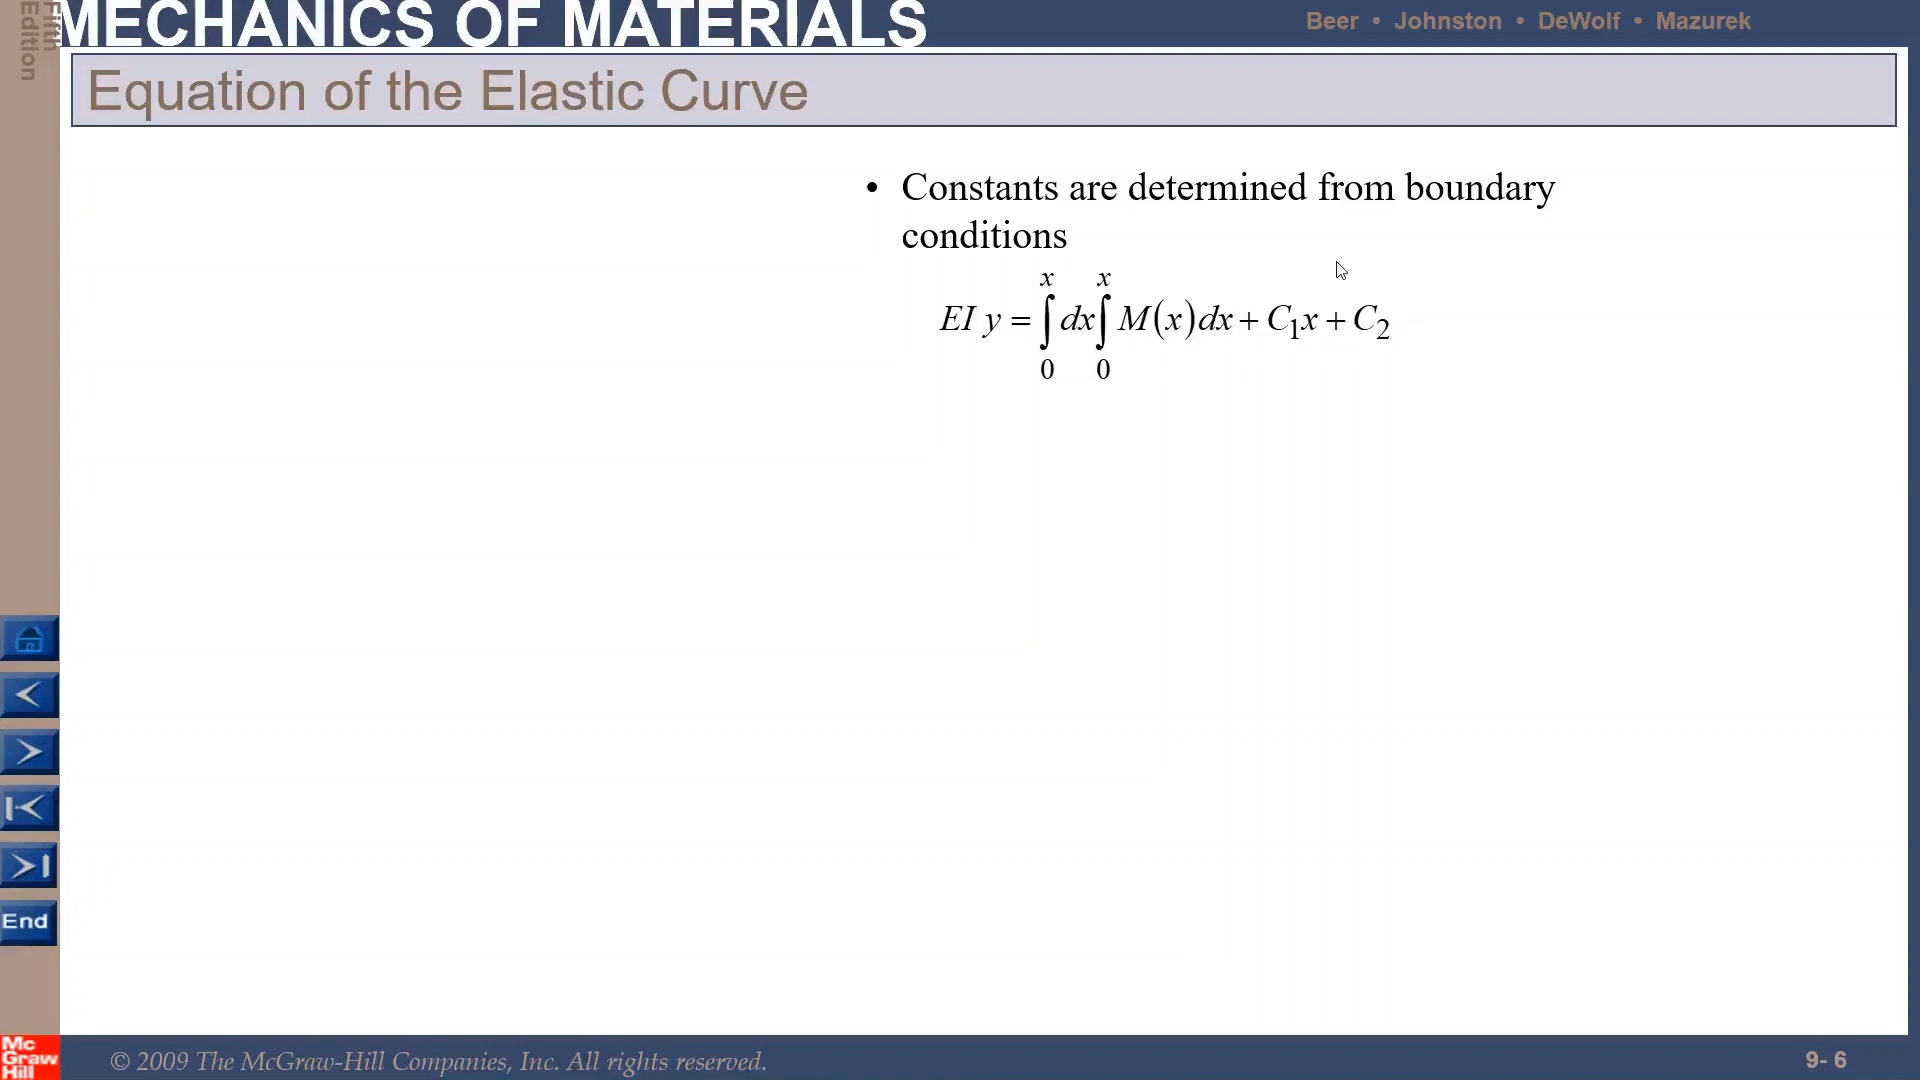 Fifth
Edition
MECHANICS OF MATERIALS
Beer • Johnston • DeWolf • Mazurek
Equation of the Elastic Curve
• Constants are determined from boundary
conditions
EI y = ∫₀ˣ dx ∫₀ˣ M(x) dx + C₁x + C₂
End
Mc
Graw
Hill
© 2009 The McGraw-Hill Companies, Inc. All rights reserved.
9- 6